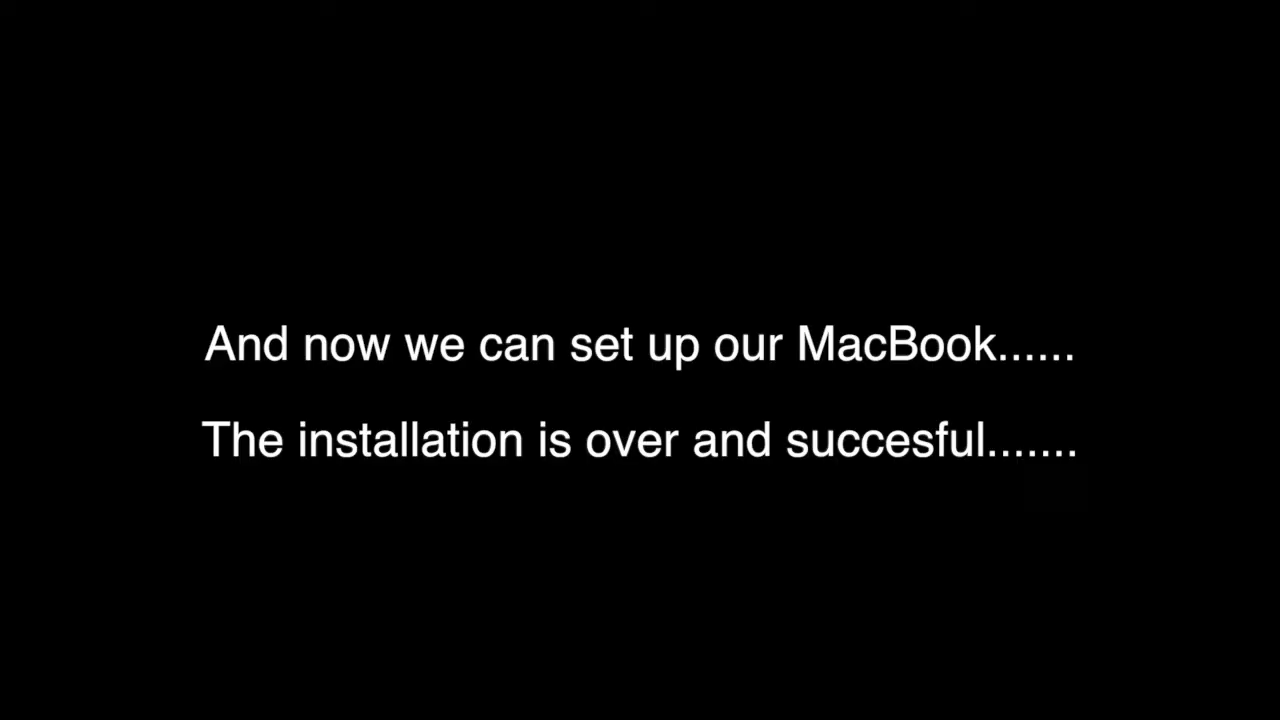 And now we can set up our MacBook......
The installation is over and succesful.......